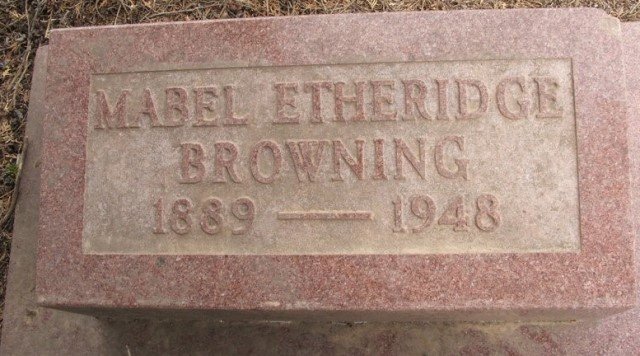 MABEL ETHERIDGE
BROWNING
1889 — 1948